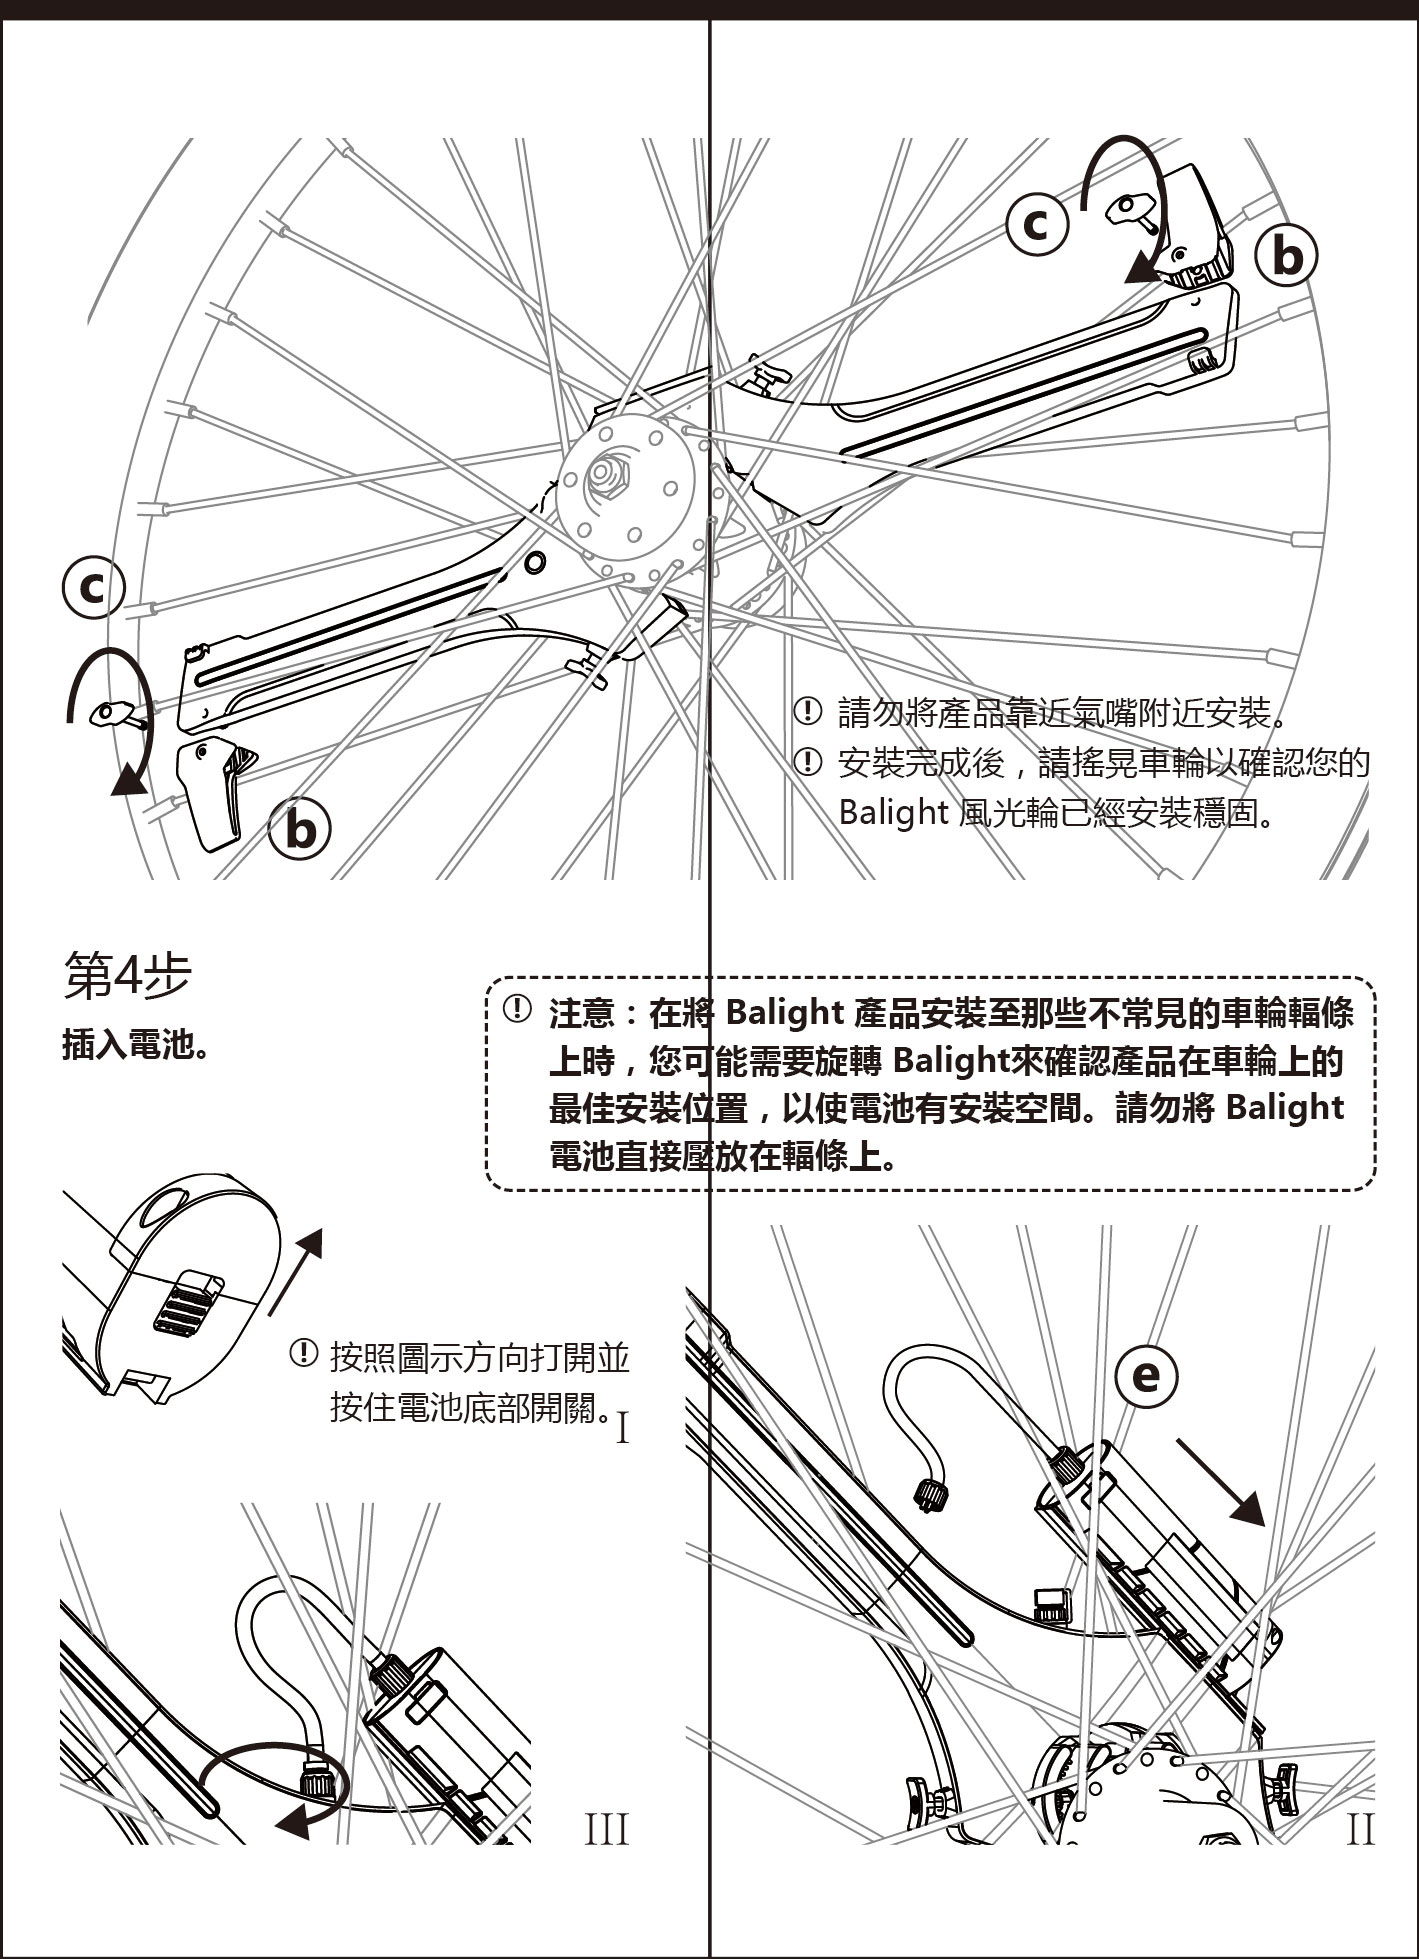 c
b
c
b
! 請勿將產品靠近氣嘴附近安裝。
! 安裝完成後，請搖晃車輪以確認您的
Balight 風光輪已經安裝穩固。
第4步
插入電池。
! 注意：在將 Balight 產品安裝至那些不常見的車輪輻條
上時，您可能需要旋轉 Balight來確認產品在車輪上的
最佳安裝位置，以使電池有安裝空間。請勿將 Balight
電池直接壓放在輻條上。
! 按照圖示方向打開並
按住電池底部開關。
I
e
II
III